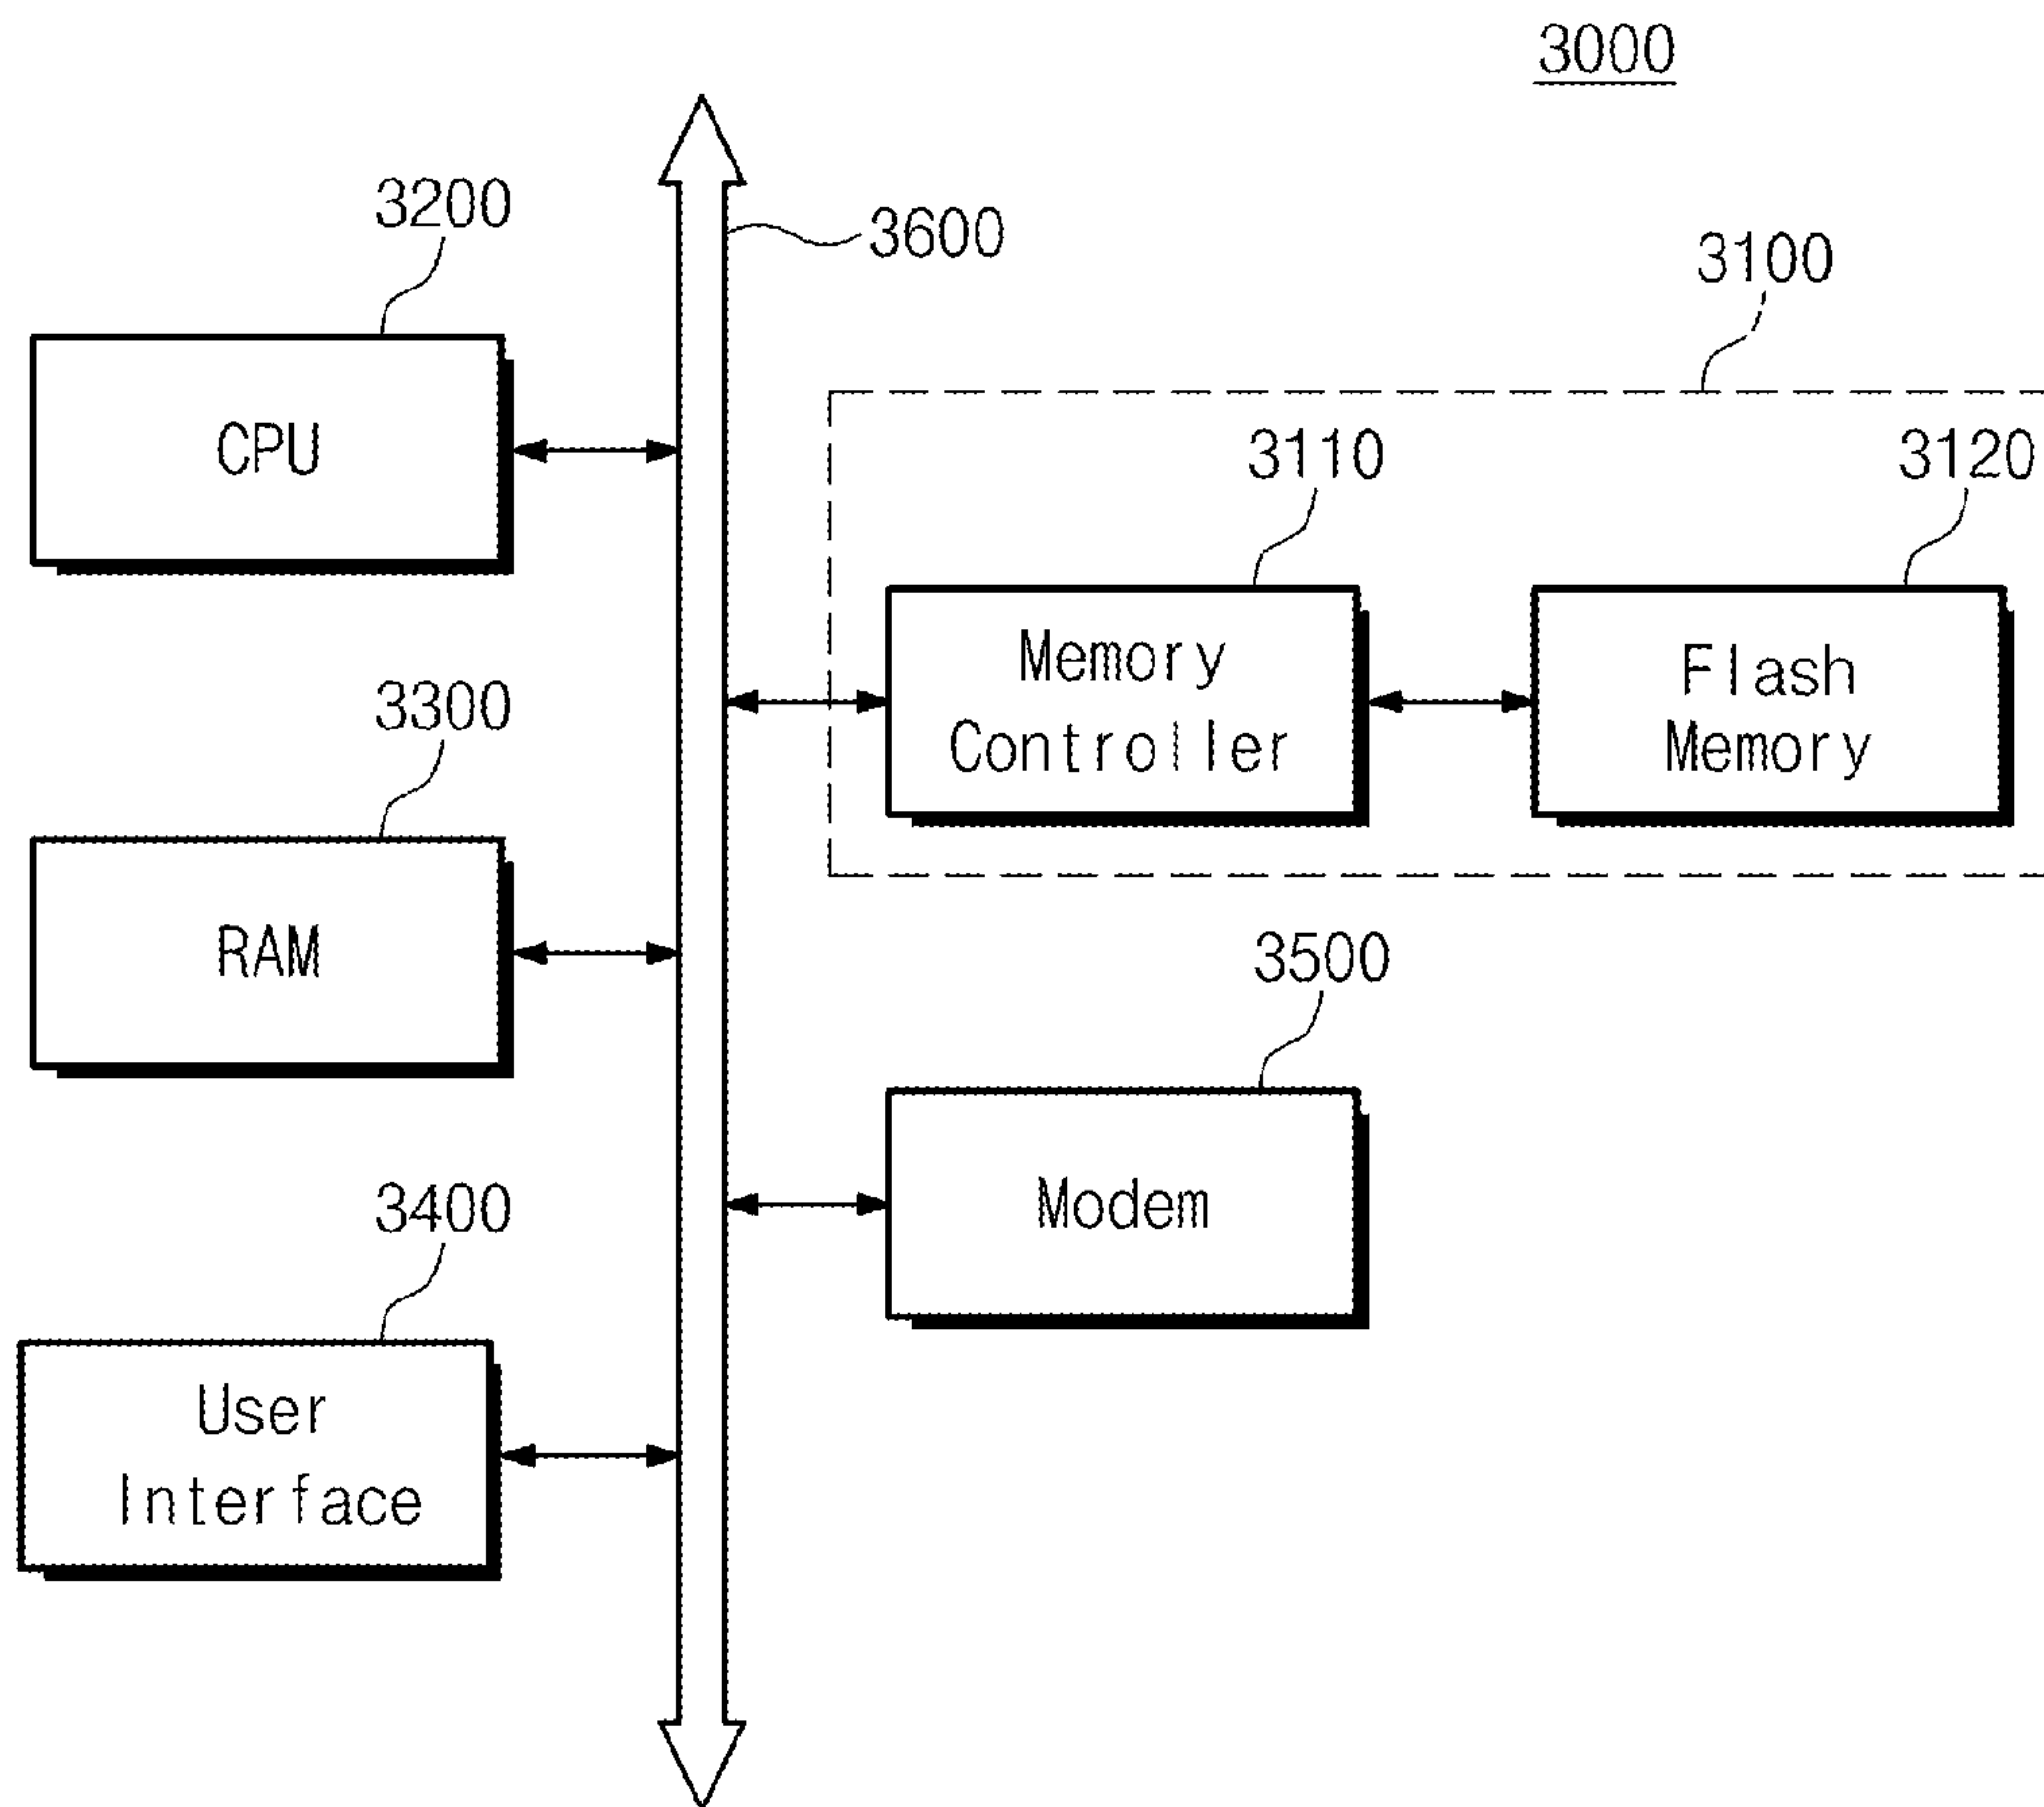 3000
3200
3600
3100
CPU
3110
3120
Memory
Controller
Flash
Memory
3300
RAM
3500
Modem
3400
User
Interface